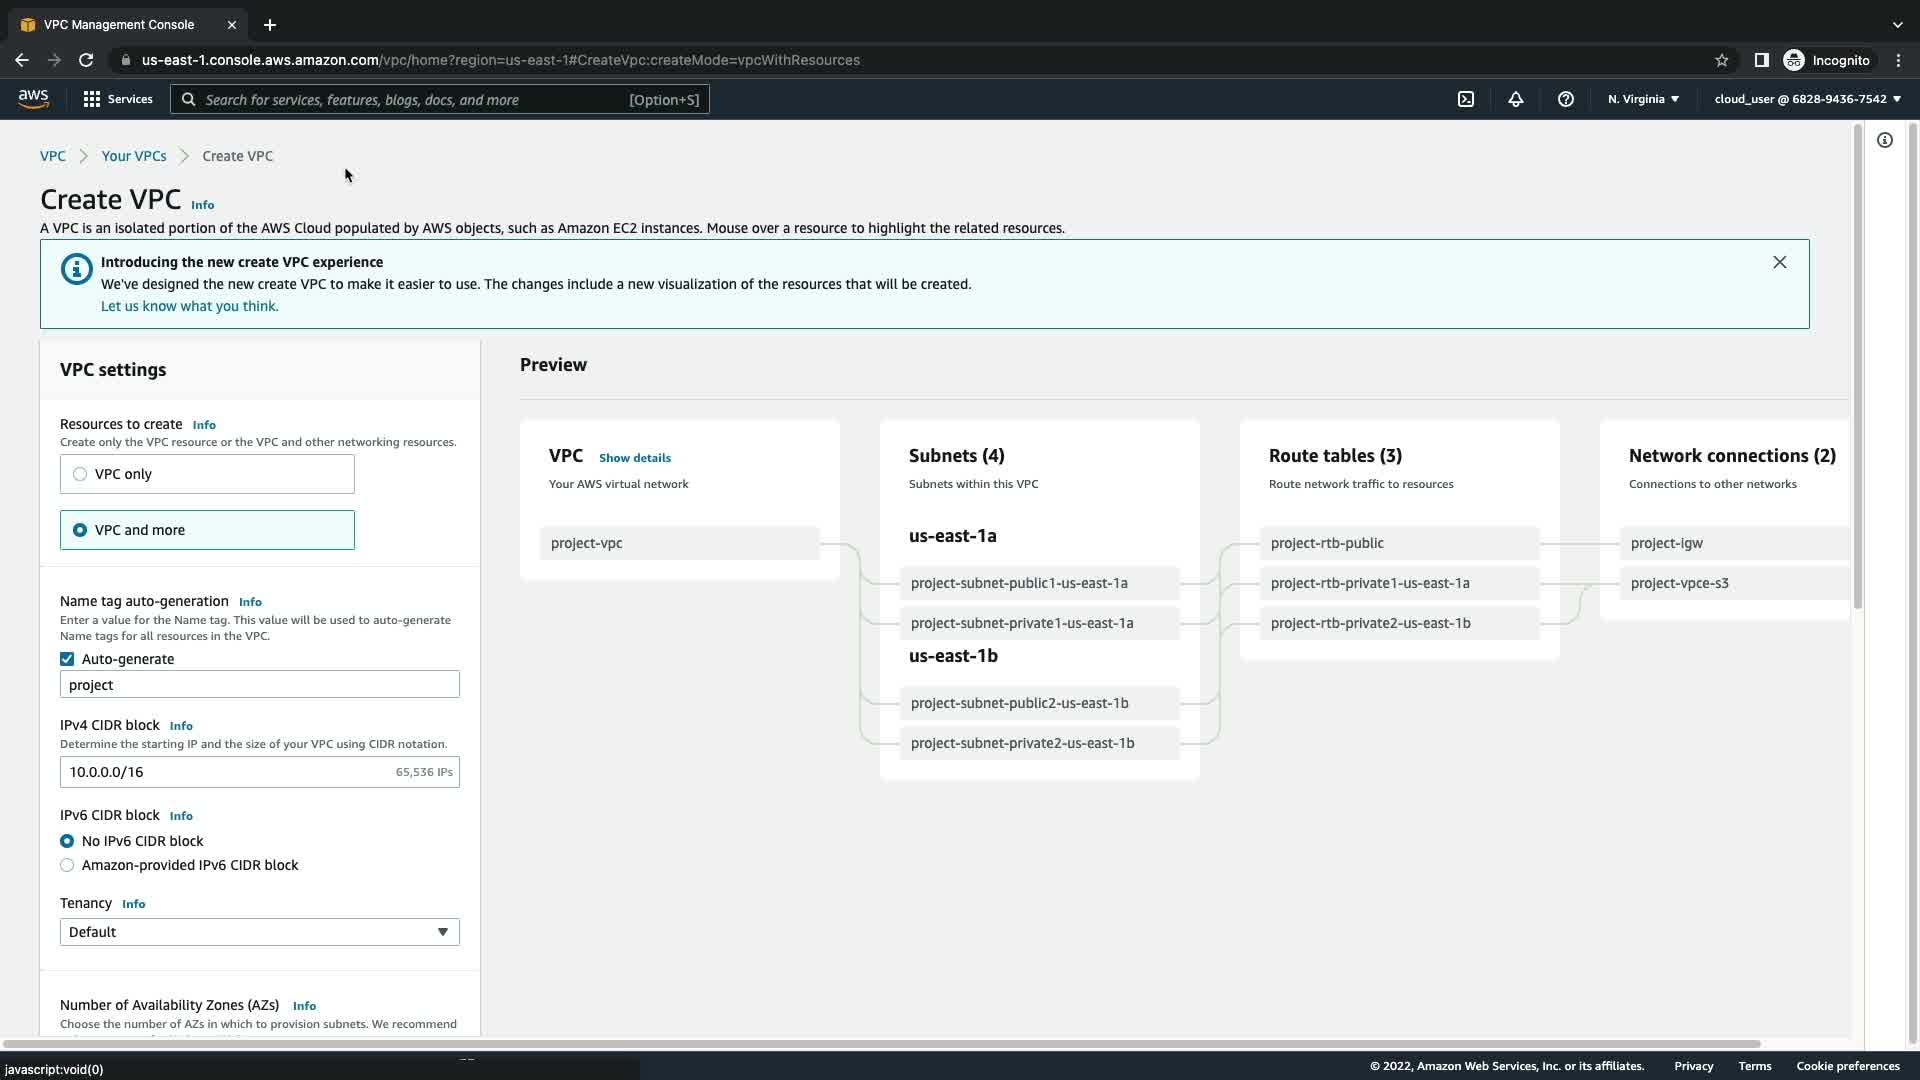 VPC Management Console
us-east-1.console.aws.amazon.com/vpc/home?region=us-east-1#CreateVpc:createMode=vpcWithResources
Incognito
aws
Services
Search for services, features, blogs, docs, and more
[Option+S]
N. Virginia
cloud_user @ 6828-9436-7542
VPC
Your VPCs
Create VPC
Create VPC Info
A VPC is an isolated portion of the AWS Cloud populated by AWS objects, such as Amazon EC2 instances. Mouse over a resource to highlight the related resources.
Introducing the new create VPC experience
We've designed the new create VPC to make it easier to use. The changes include a new visualization of the resources that will be created.
Let us know what you think.
VPC settings
Resources to create Info
Create only the VPC resource or the VPC and other networking resources.
VPC only
VPC and more
Name tag auto-generation Info
Enter a value for the Name tag. This value will be used to auto-generate
Name tags for all resources in the VPC.
Auto-generate
project
IPv4 CIDR block Info
Determine the starting IP and the size of your VPC using CIDR notation.
10.0.0.0/16 65,536 IPs
IPv6 CIDR block Info
No IPv6 CIDR block
Amazon-provided IPv6 CIDR block
Tenancy Info
Default
Number of Availability Zones (AZs) Info
Choose the number of AZs in which to provision subnets. We recommend
Preview
VPC Show details
Your AWS virtual network
project-vpc
Subnets (4)
Subnets within this VPC
us-east-1a
project-subnet-public1-us-east-1a
project-subnet-private1-us-east-1a
us-east-1b
project-subnet-public2-us-east-1b
project-subnet-private2-us-east-1b
Route tables (3)
Route network traffic to resources
project-rtb-public
project-rtb-private1-us-east-1a
project-rtb-private2-us-east-1b
Network connections (2)
Connections to other networks
project-igw
project-vpce-s3
javascript:void(0)
© 2022, Amazon Web Services, Inc. or its affiliates.
Privacy
Terms
Cookie preferences